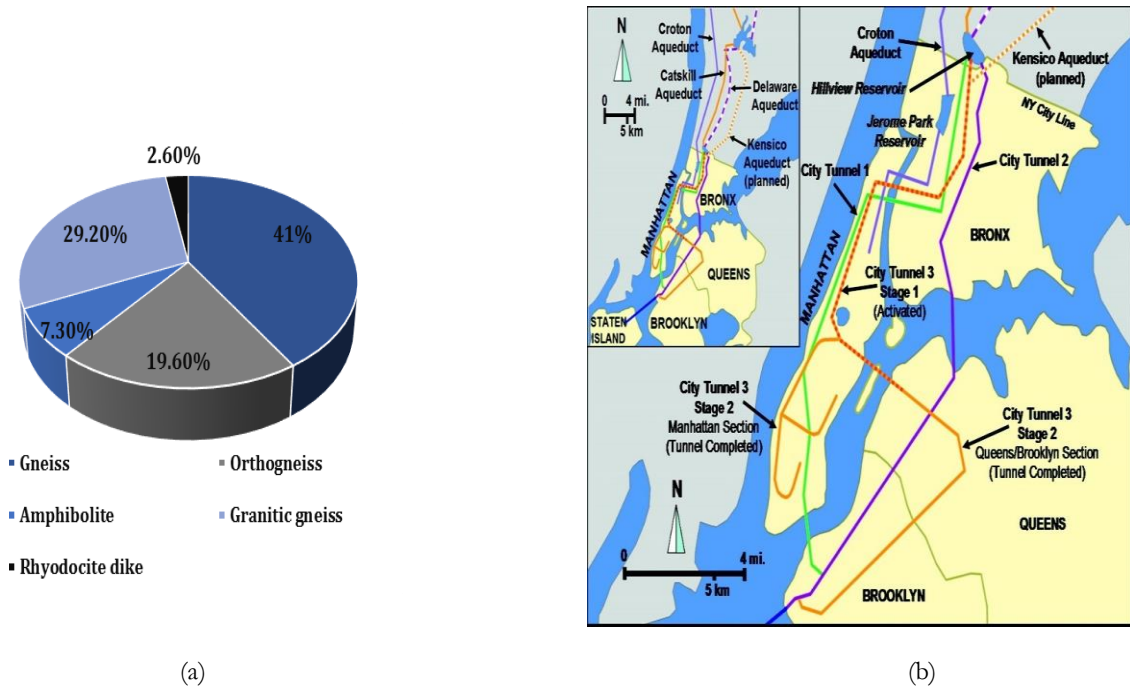 2.60%
41%
29.20%
7.30%
19.60%
Gneiss
Orthogneiss
Amphibolite
Granitic gneiss
Rhyodocite dike
(a)
N
0 4 mi.
5 km
Croton
Aqueduct
Catskill
Aqueduct
Delaware
Aqueduct
Kensico
Aqueduct
(planned)
MANHATTAN
BRONX
QUEENS
STATEN
ISLAND
BROOKLYN
Croton
Aqueduct
Kensico Aqueduct
(planned)
Hillview Reservoir
NY City Line
Jerome Park
Reservoir
City Tunnel 1
City Tunnel 2
BRONX
MANHATTAN
City Tunnel 3
Stage 1
(Activated)
City Tunnel 3
Stage 2
Manhattan Section
(Tunnel Completed)
City Tunnel 3
Stage 2
Queens/Brooklyn Section
(Tunnel Completed)
N
0 4 mi.
5 km
QUEENS
BROOKLYN
(b)